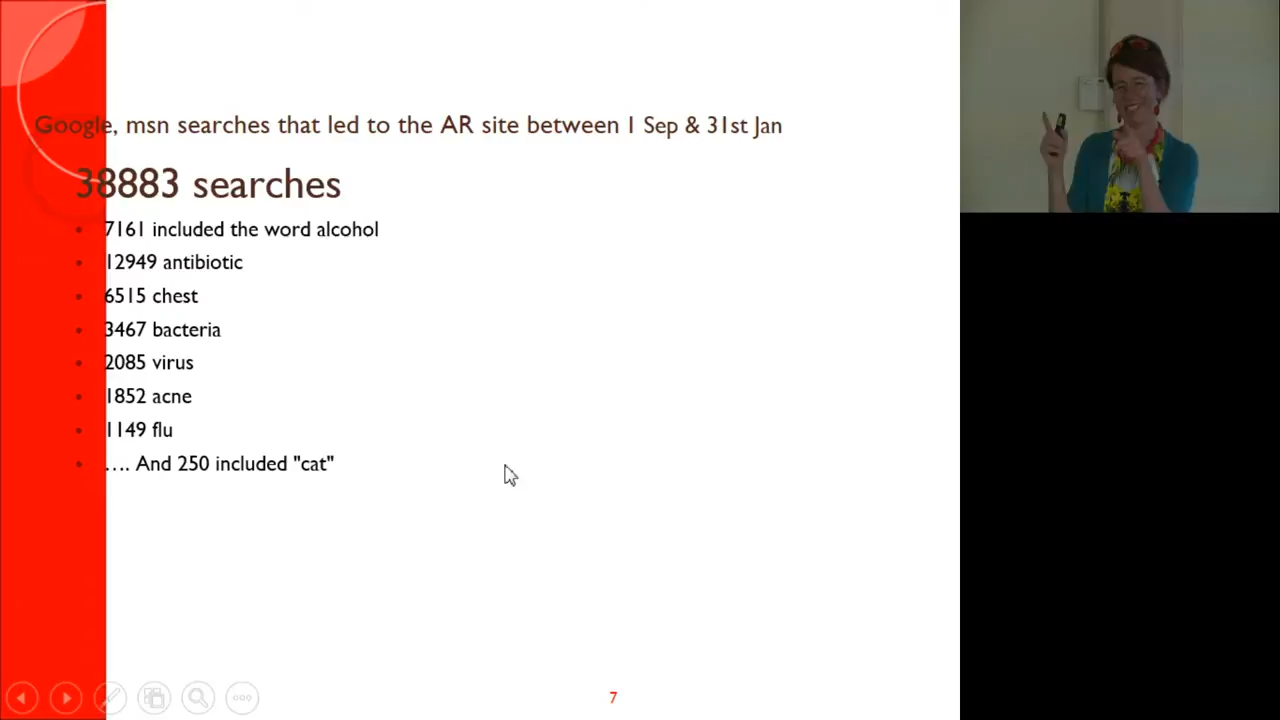 Google, msn searches that led to the AR site between 1 Sep & 31st Jan
38883 searches
• 7161 included the word alcohol
• 12949 antibiotic
• 6515 chest
• 3467 bacteria
• 2085 virus
• 1852 acne
• 1149 flu
• .... And 250 included "cat"
7